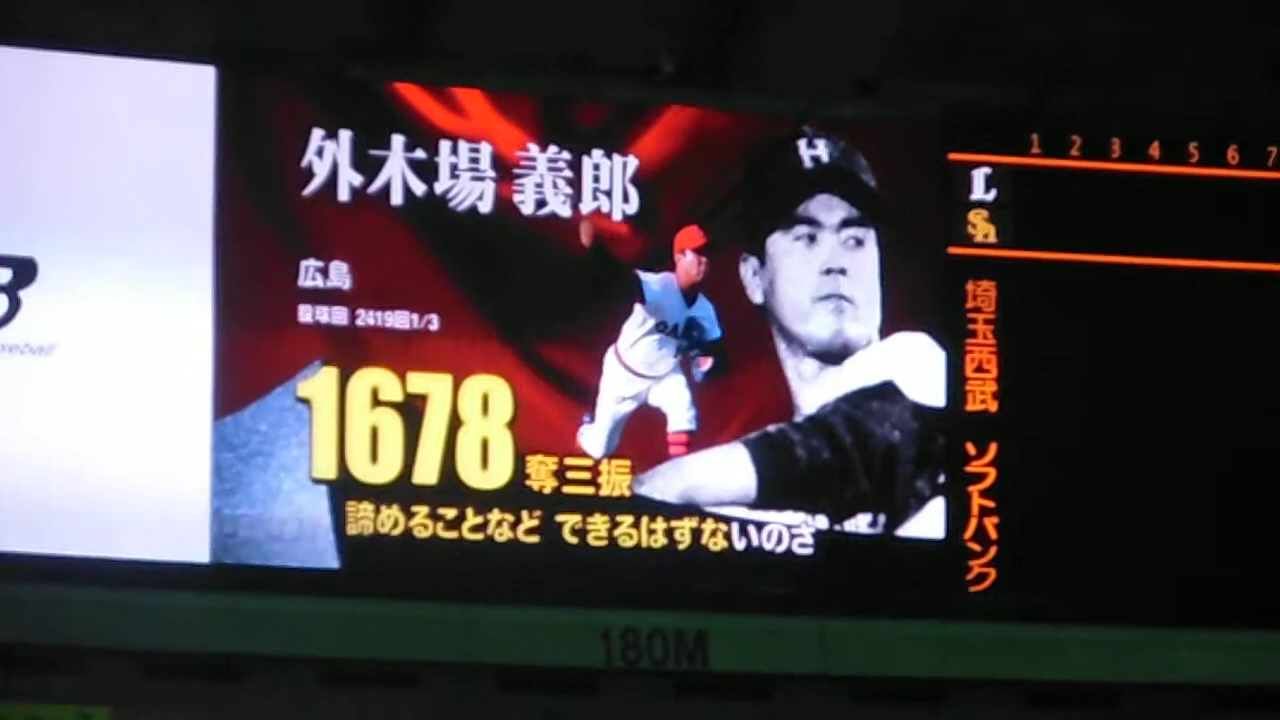 外木場 義郎
広島
投球回 2419回1/3
1678 奪三振
諦めることなど できるはずないのさ
H
B
seball
1 2 3 4 5 6 7
L
Sh
埼玉西武 ソフトバンク
180M